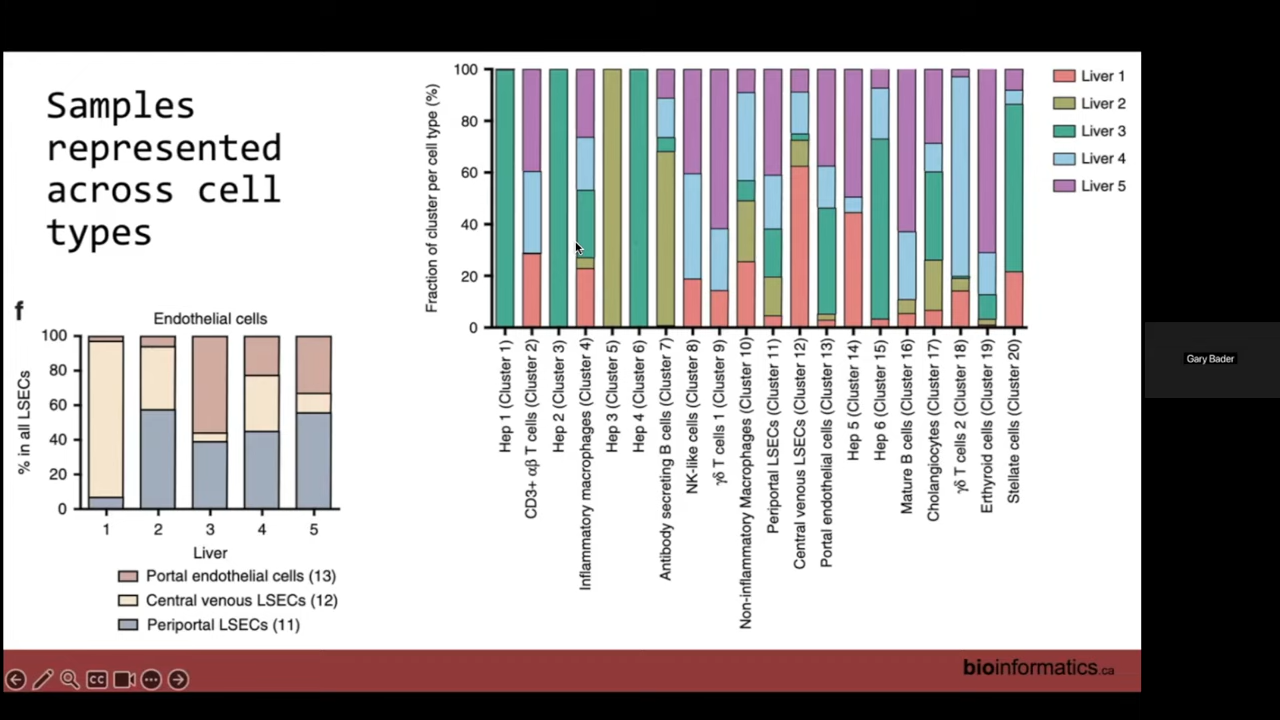 Samples
represented
across cell
types
f
Endothelial cells
% in all LSECs
100
80
60
40
20
0
1 2 3 4 5
Liver
Portal endothelial cells (13)
Central venous LSECs (12)
Periportal LSECs (11)
Fraction of cluster per cell type (%)
100
80
60
40
20
0
Hep 1 (Cluster 1)
CD3+ αβ T cells (Cluster 2)
Hep 2 (Cluster 3)
Inflammatory macrophages (Cluster 4)
Hep 3 (Cluster 5)
Hep 4 (Cluster 6)
Antibody secreting B cells (Cluster 7)
NK-like cells (Cluster 8)
γδ T cells 1 (Cluster 9)
Non-inflammatory Macrophages (Cluster 10)
Periportal LSECs (Cluster 11)
Central venous LSECs (Cluster 12)
Portal endothelial cells (Cluster 13)
Hep 5 (Cluster 14)
Hep 6 (Cluster 15)
Mature B cells (Cluster 16)
Cholangiocytes (Cluster 17)
γδ T cells 2 (Cluster 18)
Erthyroid cells (Cluster 19)
Stellate cells (Cluster 20)
Liver 1
Liver 2
Liver 3
Liver 4
Liver 5
Gary Bader
CC
bioinformatics.ca